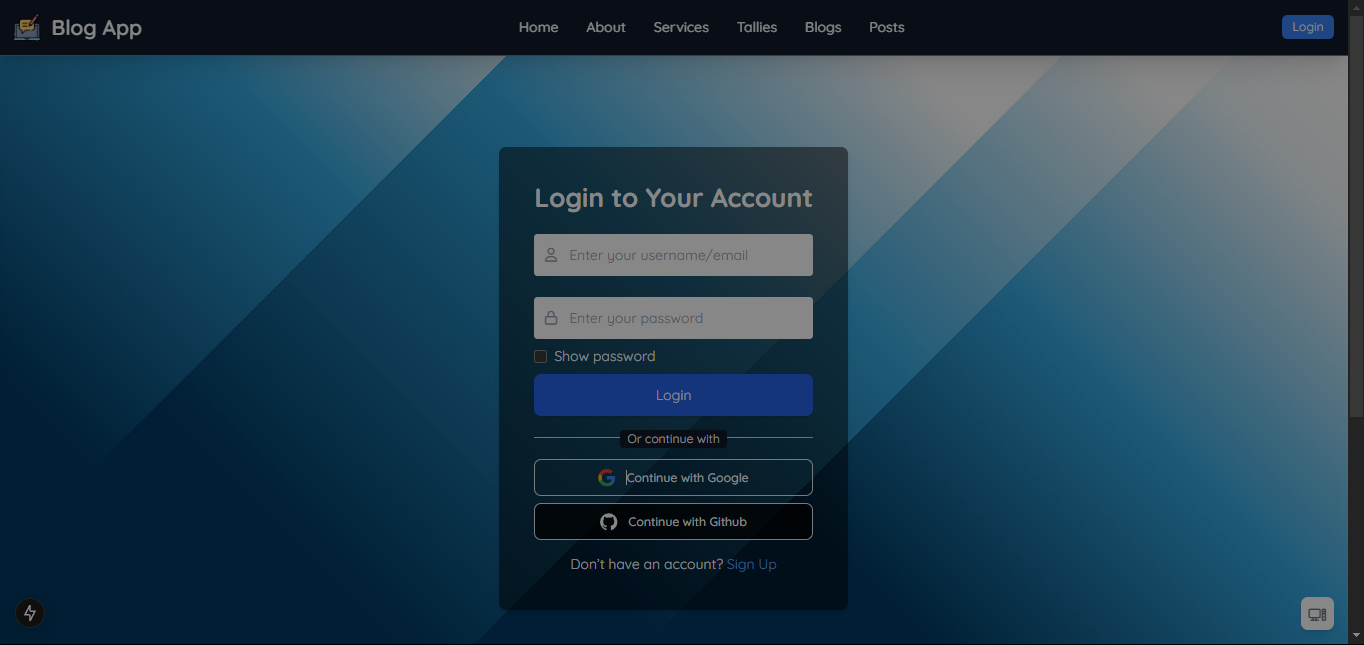 Blog App
Home About Services Tallies Blogs Posts
Login
Login to Your Account
Enter your username/email
Enter your password
Show password
Login
Or continue with
Continue with Google
Continue with Github
Don't have an account? Sign Up